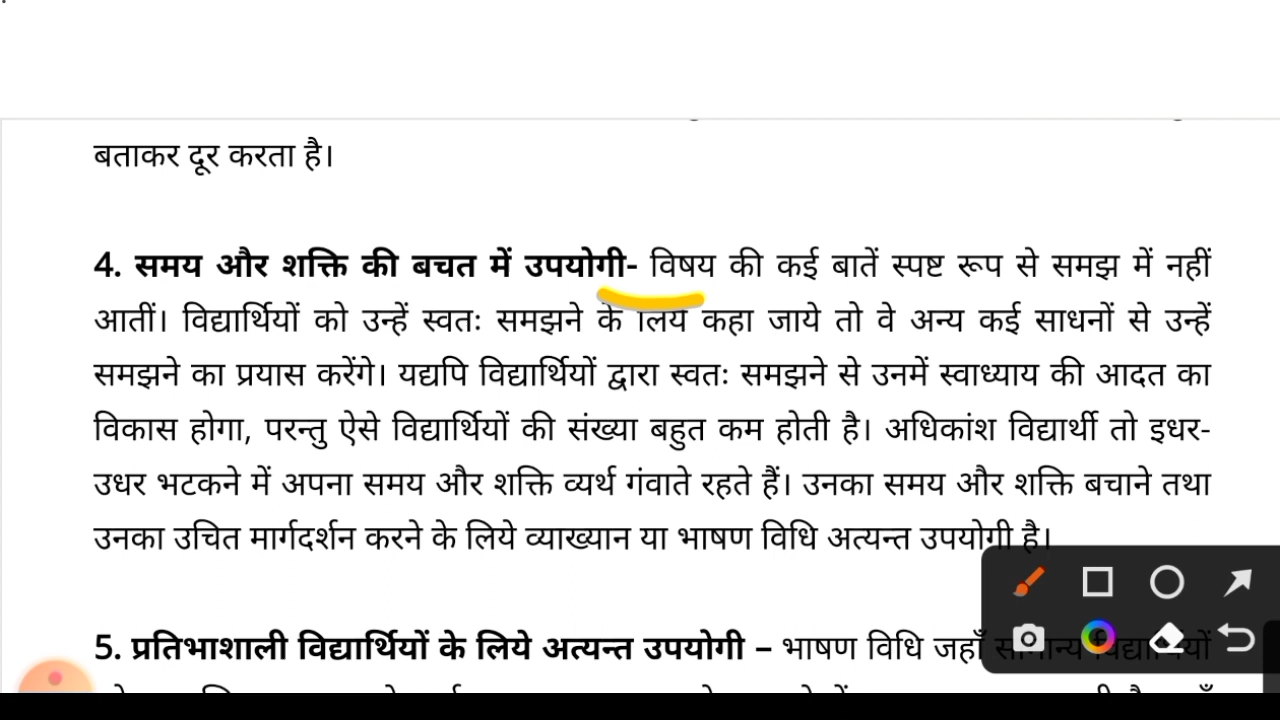 बताकर दूर करता है।
4. समय और शक्ति की बचत में उपयोगी- विषय की कई बातें स्पष्ट रूप से समझ में नहीं
आतीं। विद्यार्थियों को उन्हें स्वतः समझने के लिये कहा जाये तो वे अन्य कई साधनों से उन्हें
समझने का प्रयास करेंगे। यद्यपि विद्यार्थियों द्वारा स्वतः समझने से उनमें स्वाध्याय की आदत का
विकास होगा, परन्तु ऐसे विद्यार्थियों की संख्या बहुत कम होती है। अधिकांश विद्यार्थी तो इधर-
उधर भटकने में अपना समय और शक्ति व्यर्थ गंवाते रहते हैं। उनका समय और शक्ति बचाने तथा
उनका उचित मार्गदर्शन करने के लिये व्याख्यान या भाषण विधि अत्यन्त उपयोगी है।
5. प्रतिभाशाली विद्यार्थियों के लिये अत्यन्त उपयोगी – भाषण विधि जहाँ सामान्य विद्यार्थियों